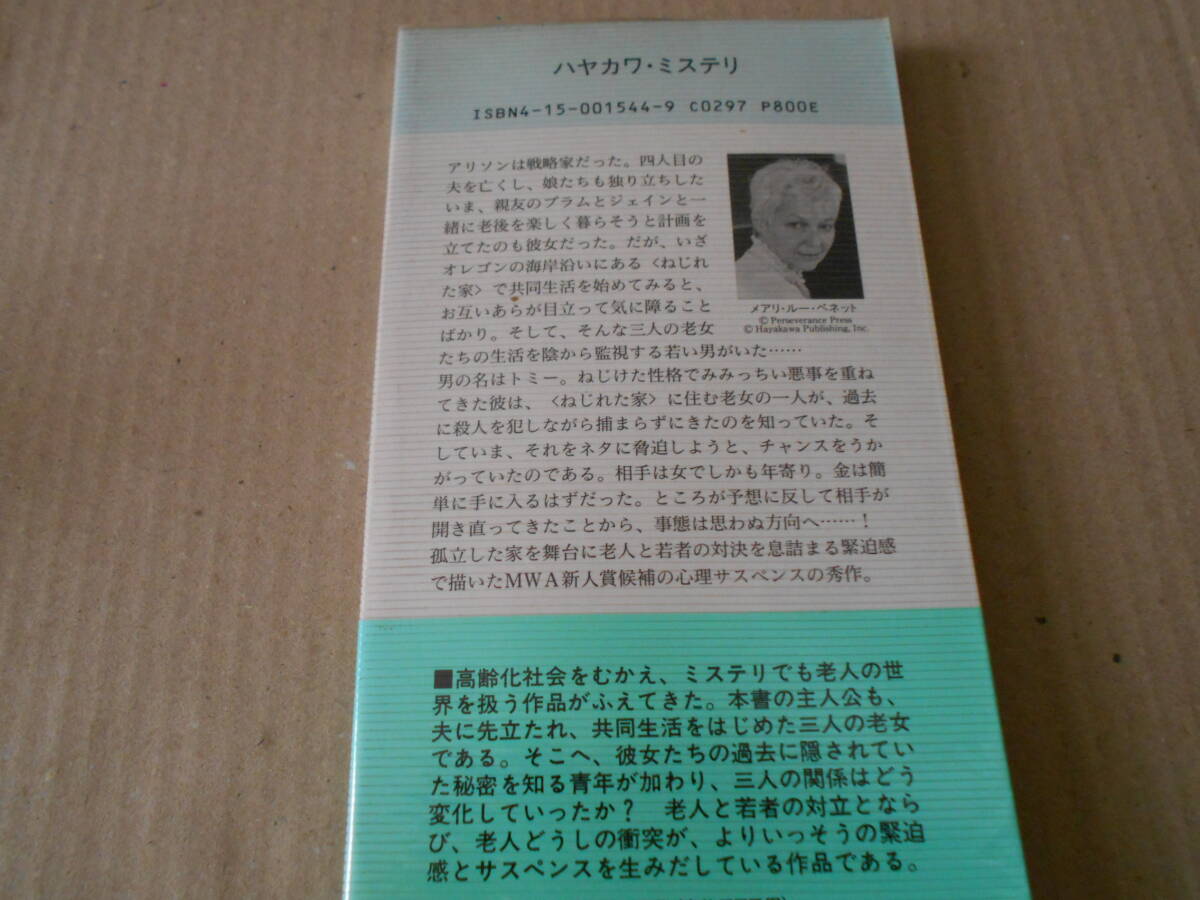 ハヤカワ・ミステリ
ISBN4-15-001544-9 C0297 P800E
アリソンは戦略家だった。四人目の
夫を亡くし、娘たちも独り立ちした
いま、親友のプラムとジェインと一
緒に老後を楽しく暮らそうと計画を
立てたのも彼女だった。だが、いざ
オレゴンの海岸沿いにある〈ねじれ
た家〉で共同生活を始めてみると、
お互いあらが目立って気に障ること
ばかり。そして、そんな三人の老女
たちの生活を陰から監視する若い男がいた……
男の名はトミー。ねじけた性格でみみっちい悪事を重ね
てきた彼は、〈ねじれた家〉に住む老女の一人が、過去
に殺人を犯しながら捕まらずにきたのを知っていた。そ
していま、それをネタに脅迫しようと、チャンスをうか
がっていたのである。相手は女でしかも年寄り。金は簡
単に手に入るはずだった。ところが予想に反して相手が
開き直ってきたことから、事態は思わぬ方向へ……！
孤立した家を舞台に老人と若者の対決を息詰まる緊迫感
で描いたMWA新人賞候補の心理サスペンスの秀作。
メアリ・ルー・ベネット
© Perseverance Press
© Hayakawa Publishing, Inc.
■高齢化社会をむかえ、ミステリでも老人の世
界を扱う作品がふえてきた。本書の主人公も、
夫に先立たれ、共同生活をはじめた三人の老女
である。そこへ、彼女たちの過去に隠されてい
た秘密を知る青年が加わり、三人の関係はどう
変化していったか？　老人と若者の対立となら
び、老人どうしの衝突が、よりいっそうの緊迫
感とサスペンスを生みだしている作品である。